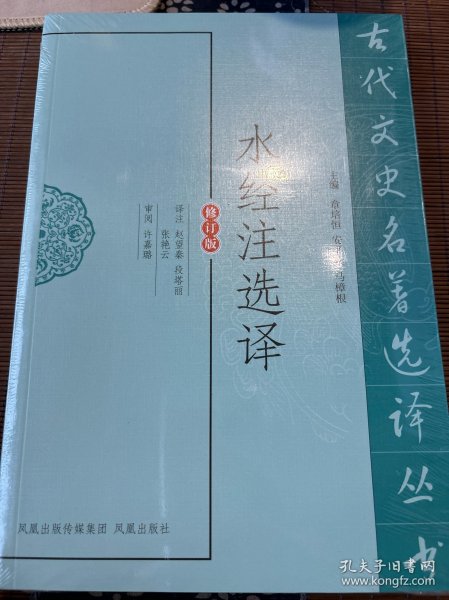 古代文史名著选译丛书
主编 章培恒 安平秋 马樟根
水经注选译
修订版
译注 赵望秦 段塔丽
张艳云
审阅 许嘉璐
凤凰出版传媒集团 凤凰出版社
孔夫子旧书网
www.kongfz.com